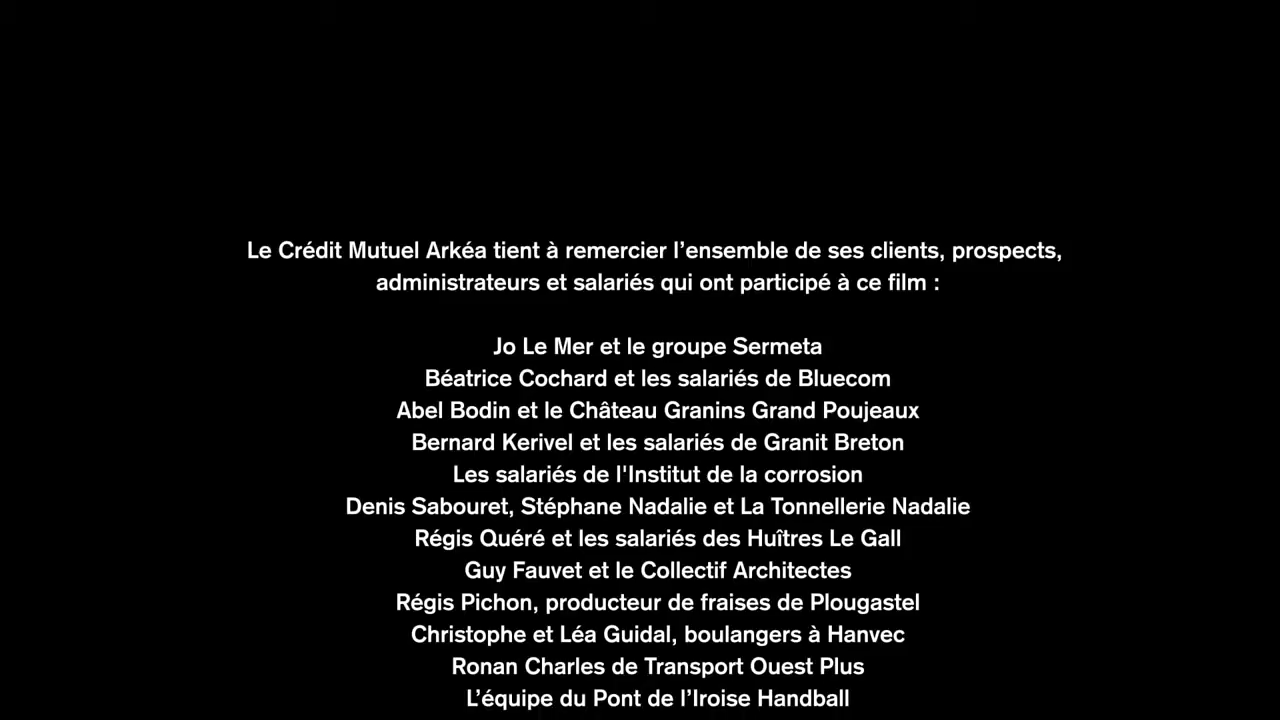 Le Crédit Mutuel Arkéa tient à remercier l’ensemble de ses clients, prospects,
administrateurs et salariés qui ont participé à ce film :
Jo Le Mer et le groupe Sermeta
Béatrice Cochard et les salariés de Bluecom
Abel Bodin et le Château Granins Grand Poujeaux
Bernard Kerivel et les salariés de Granit Breton
Les salariés de l'Institut de la corrosion
Denis Sabouret, Stéphane Nadalie et La Tonnellerie Nadalie
Régis Quéré et les salariés des Huîtres Le Gall
Guy Fauvet et le Collectif Architectes
Régis Pichon, producteur de fraises de Plougastel
Christophe et Léa Guidal, boulangers à Hanvec
Ronan Charles de Transport Ouest Plus
L’équipe du Pont de l’Iroise Handball